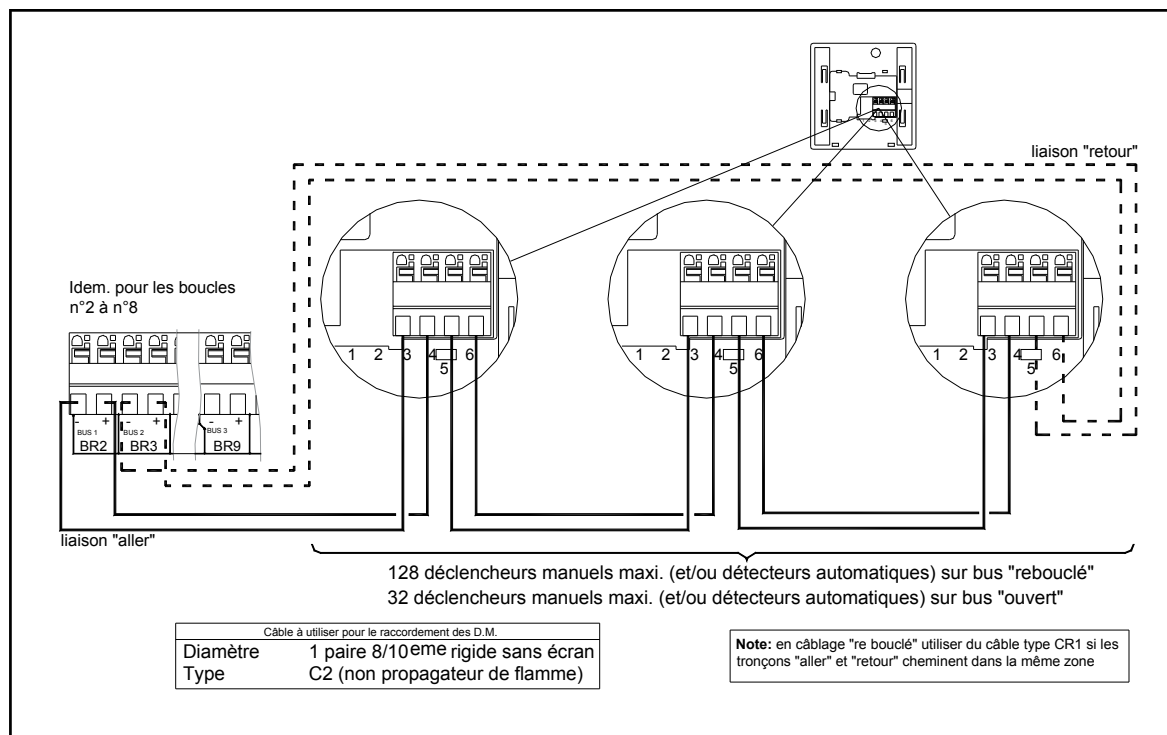 liaison "retour"
Idem. pour les boucles
n°2 à n°8
1 2 3 4 5 6
1 2 3 4 5 6
1 2 3 4 5 6
- + - + - +
BUS 1 BUS 2 BUS 3
BR2 BR3 BR9
liaison "aller"
128 déclencheurs manuels maxi. (et/ou détecteurs automatiques) sur bus "rebouclé"
32 déclencheurs manuels maxi. (et/ou détecteurs automatiques) sur bus "ouvert"
Câble à utiliser pour le raccordement des D.M.
Diamètre 1 paire 8/10eme rigide sans écran
Type C2 (non propagateur de flamme)
Note: en câblage "re bouclé" utiliser du câble type CR1 si les
tronçons "aller" et "retour" cheminent dans la même zone